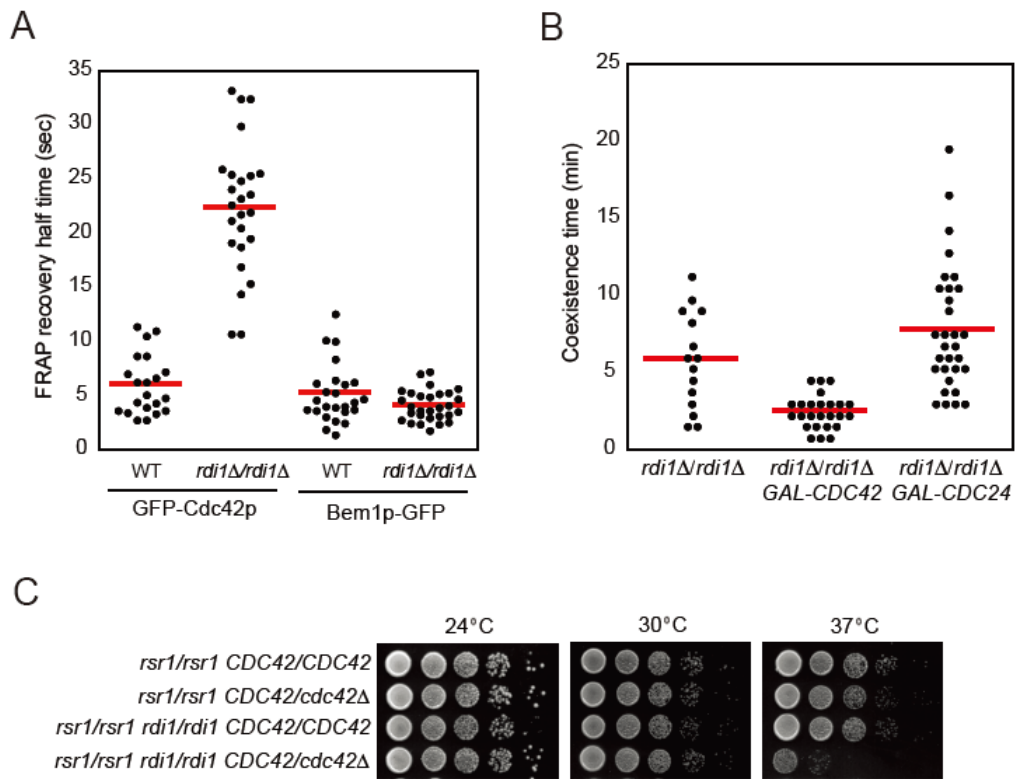 A
FRAP recovery half time (sec)
35
30
25
20
15
10
5
0
WT
rdi1Δ/rdi1Δ
WT
rdi1Δ/rdi1Δ
GFP-Cdc42p
Bem1p-GFP
B
Coexistence time (min)
25
20
15
10
5
0
rdi1Δ/rdi1Δ
rdi1Δ/rdi1Δ
GAL-CDC42
rdi1Δ/rdi1Δ
GAL-CDC24
C
24°C
30°C
37°C
rsr1/rsr1 CDC42/CDC42
rsr1/rsr1 CDC42/cdc42Δ
rsr1/rsr1 rdi1/rdi1 CDC42/CDC42
rsr1/rsr1 rdi1/rdi1 CDC42/cdc42Δ